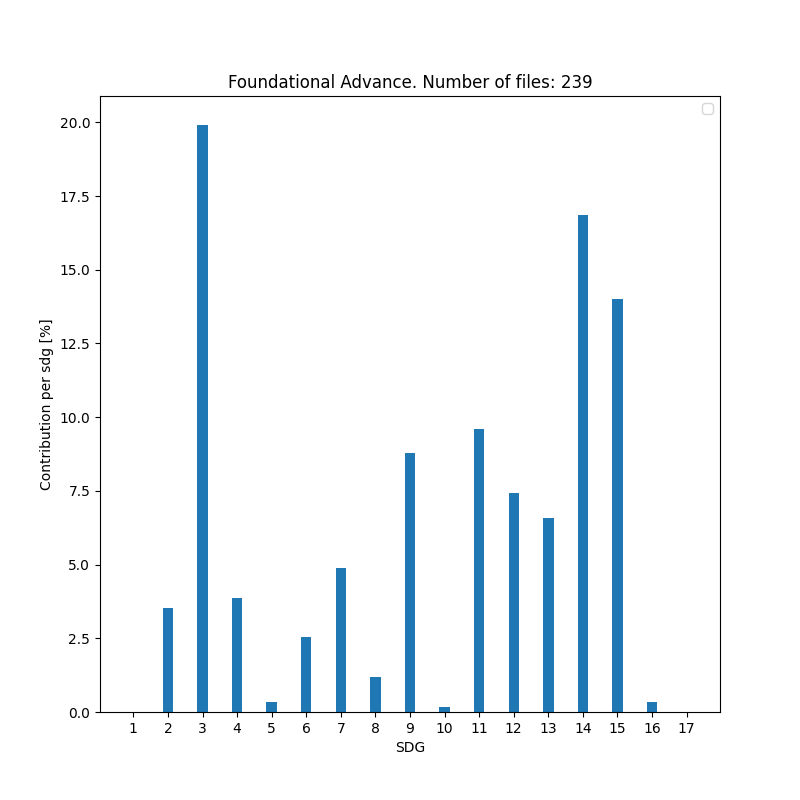 Foundational Advance. Number of files: 239
20.0
17.5
15.0
12.5
10.0
7.5
5.0
2.5
0.0
Contribution per sdg [%]
1 2 3 4 5 6 7 8 9 10 11 12 13 14 15 16 17
SDG